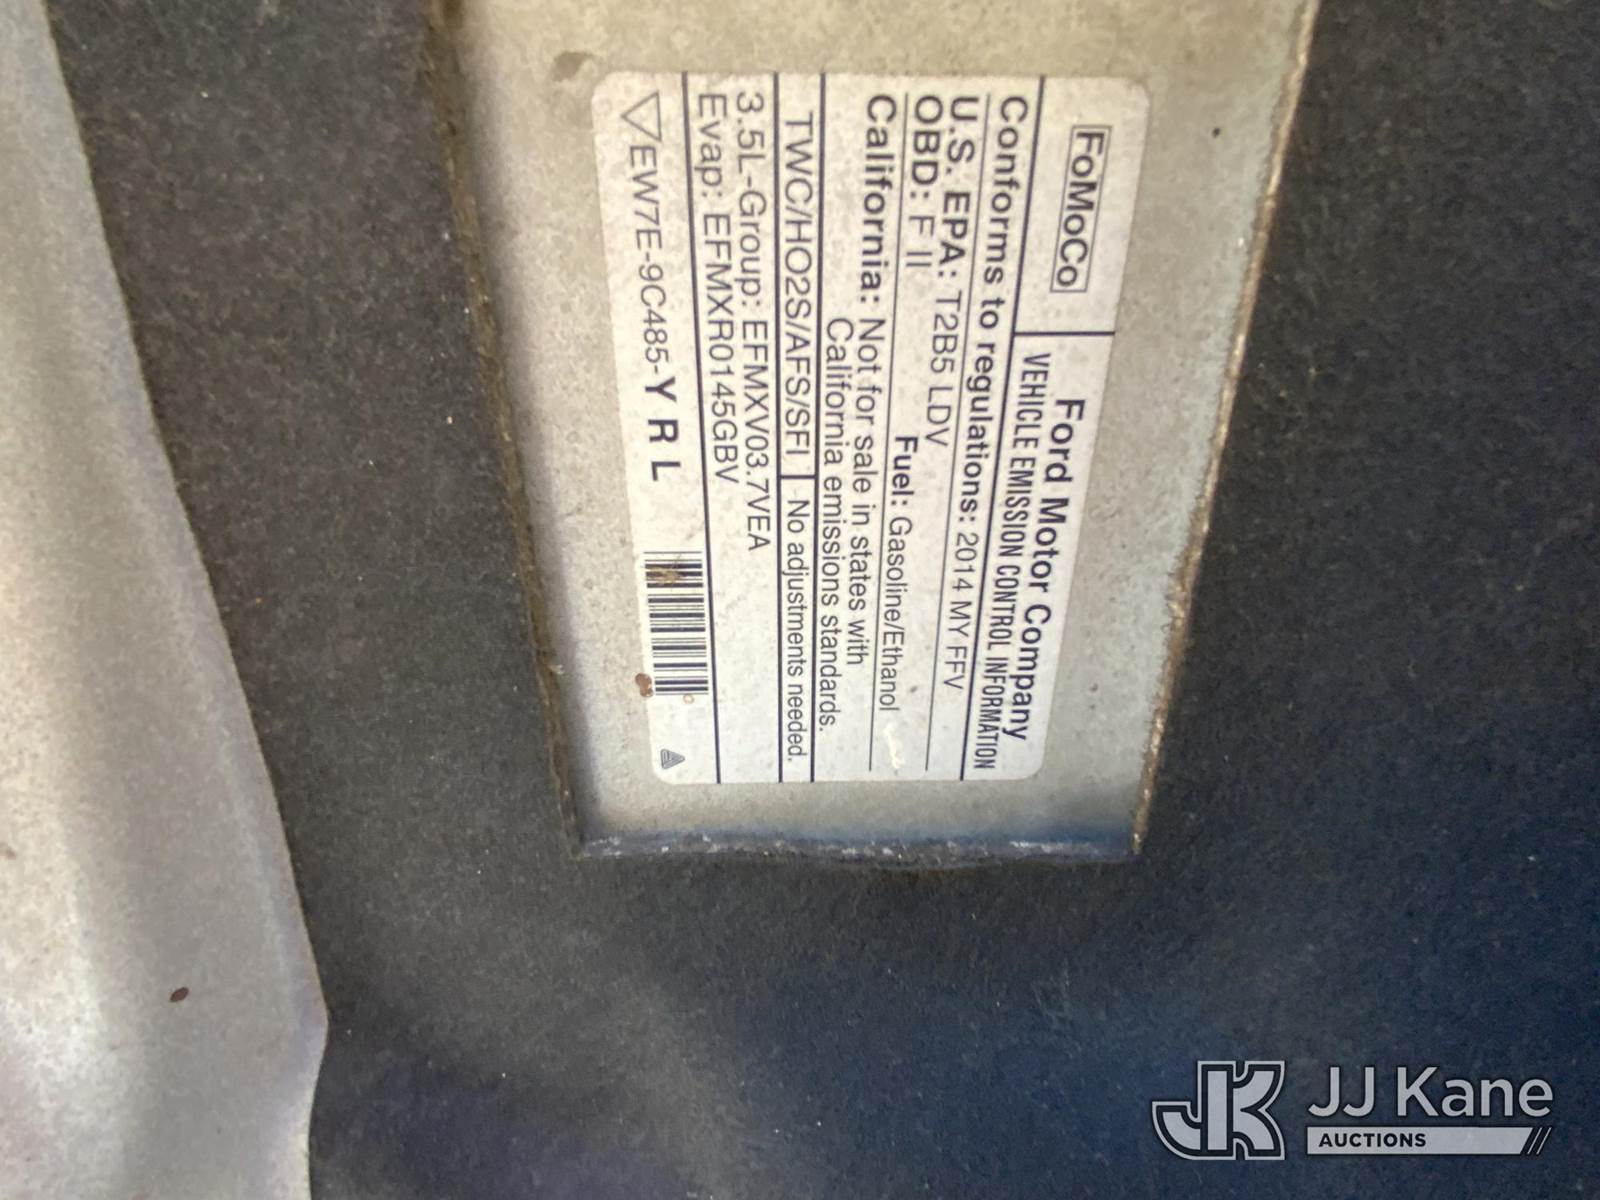 FoMoCo
Ford Motor Company
VEHICLE EMISSION CONTROL INFORMATION
Conforms to regulations: 2014 MY FFV
U.S. EPA: T2B5 LDV
OBD: F II Fuel: Gasoline/Ethanol
California: Not for sale in states with
California emissions standards.
TWC/HO2S/AFS/SFI No adjustments needed.
3.5L-Group: EFMXV03.7VEA
Evap: EFMXR0145GBV
EW7E-9C485-Y R L
JK JJ Kane
AUCTIONS